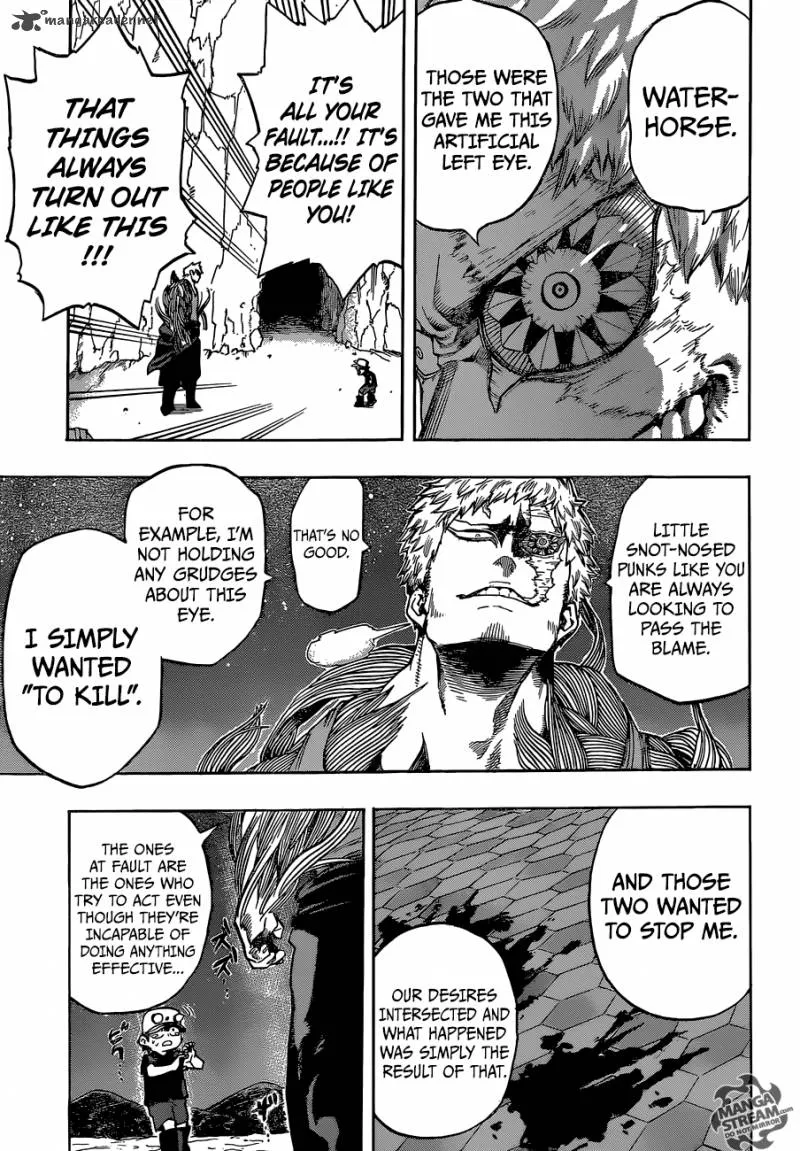 WATER-
HORSE.
THOSE WERE
THE TWO THAT
GAVE ME THIS
ARTIFICIAL
LEFT EYE.
IT'S
ALL YOUR
FAULT...!! IT'S
BECAUSE OF
PEOPLE LIKE
YOU!
THAT
THINGS
ALWAYS
TURN OUT
LIKE THIS
!!!
LITTLE
SNOT-NOSED
PUNKS LIKE YOU
ARE ALWAYS
LOOKING TO
PASS THE
BLAME.
THAT'S NO
GOOD.
FOR
EXAMPLE, I'M
NOT HOLDING
ANY GRUDGES
ABOUT THIS
EYE.
I SIMPLY
WANTED
"TO KILL".
AND THOSE
TWO WANTED
TO STOP ME.
OUR DESIRES
INTERSECTED AND
WHAT HAPPENED
WAS SIMPLY THE
RESULT OF THAT.
THE ONES
AT FAULT ARE
THE ONES WHO
TRY TO ACT EVEN
THOUGH THEY'RE
INCAPABLE OF
DOING ANYTHING
EFFECTIVE...
MANGA
STREAM.COM
DO NOT MIRROR!